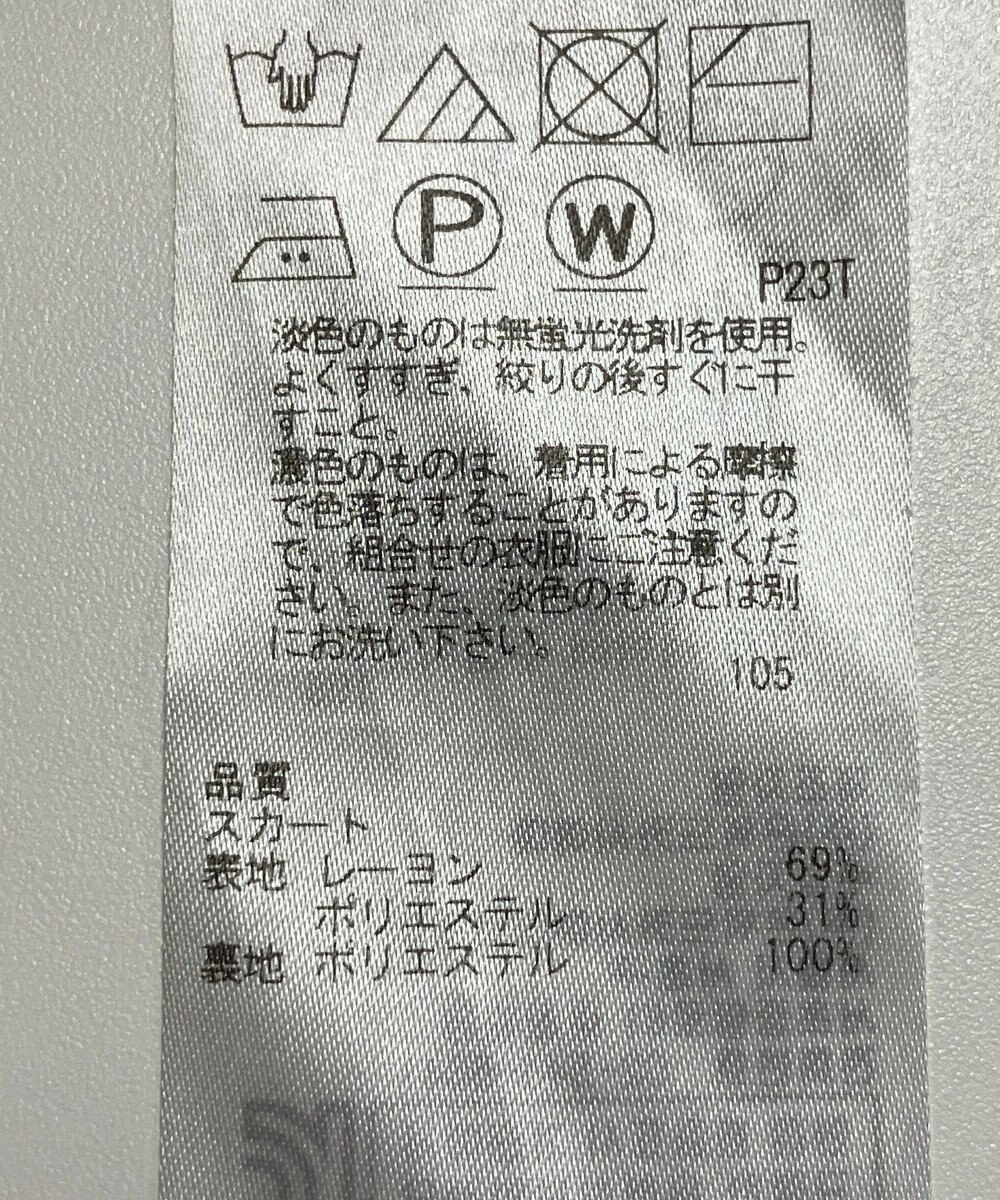 P
W
P23T
淡色のものは無蛍光洗剤を使用。
よくすすぎ、絞りの後すぐに干
すこと。
濃色のものは、着用による摩擦
で色落ちすることがありますの
で、組合せの衣服にご注意くだ
さい。また、淡色のものとは別
にお洗い下さい。
105
品質
スカート
表地 レーヨン 69%
ポリエステル 31%
裏地 ポリエステル 100%